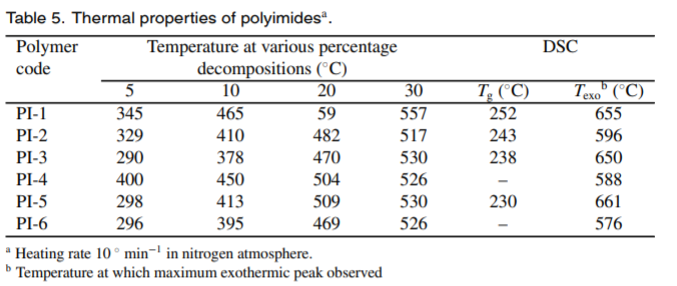 Table 5. Thermal properties of polyimidesᵃ.
Polymer code Temperature at various percentage decompositions (°C) DSC
5 10 20 30 Tg (°C) Texoᵇ (°C)
PI-1 345 465 59 557 252 655
PI-2 329 410 482 517 243 596
PI-3 290 378 470 530 238 650
PI-4 400 450 504 526 – 588
PI-5 298 413 509 530 230 661
PI-6 296 395 469 526 – 576
ᵃ Heating rate 10 ° min⁻¹ in nitrogen atmosphere.
ᵇ Temperature at which maximum exothermic peak observed